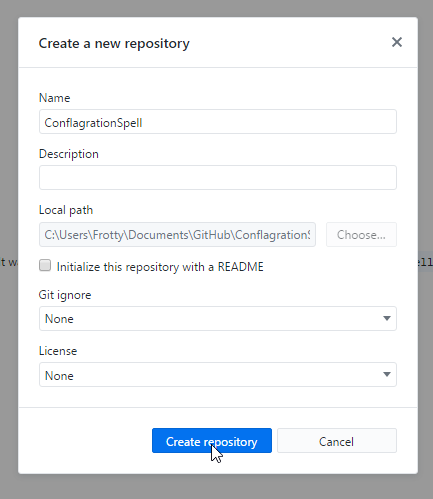 Create a new repository
Name
ConflagrationSpell
Description
Local path
C:\Users\Frotty\Documents\GitHub\Conflagration
Choose...
Initialize this repository with a README
Git ignore
None
License
None
Create repository
Cancel